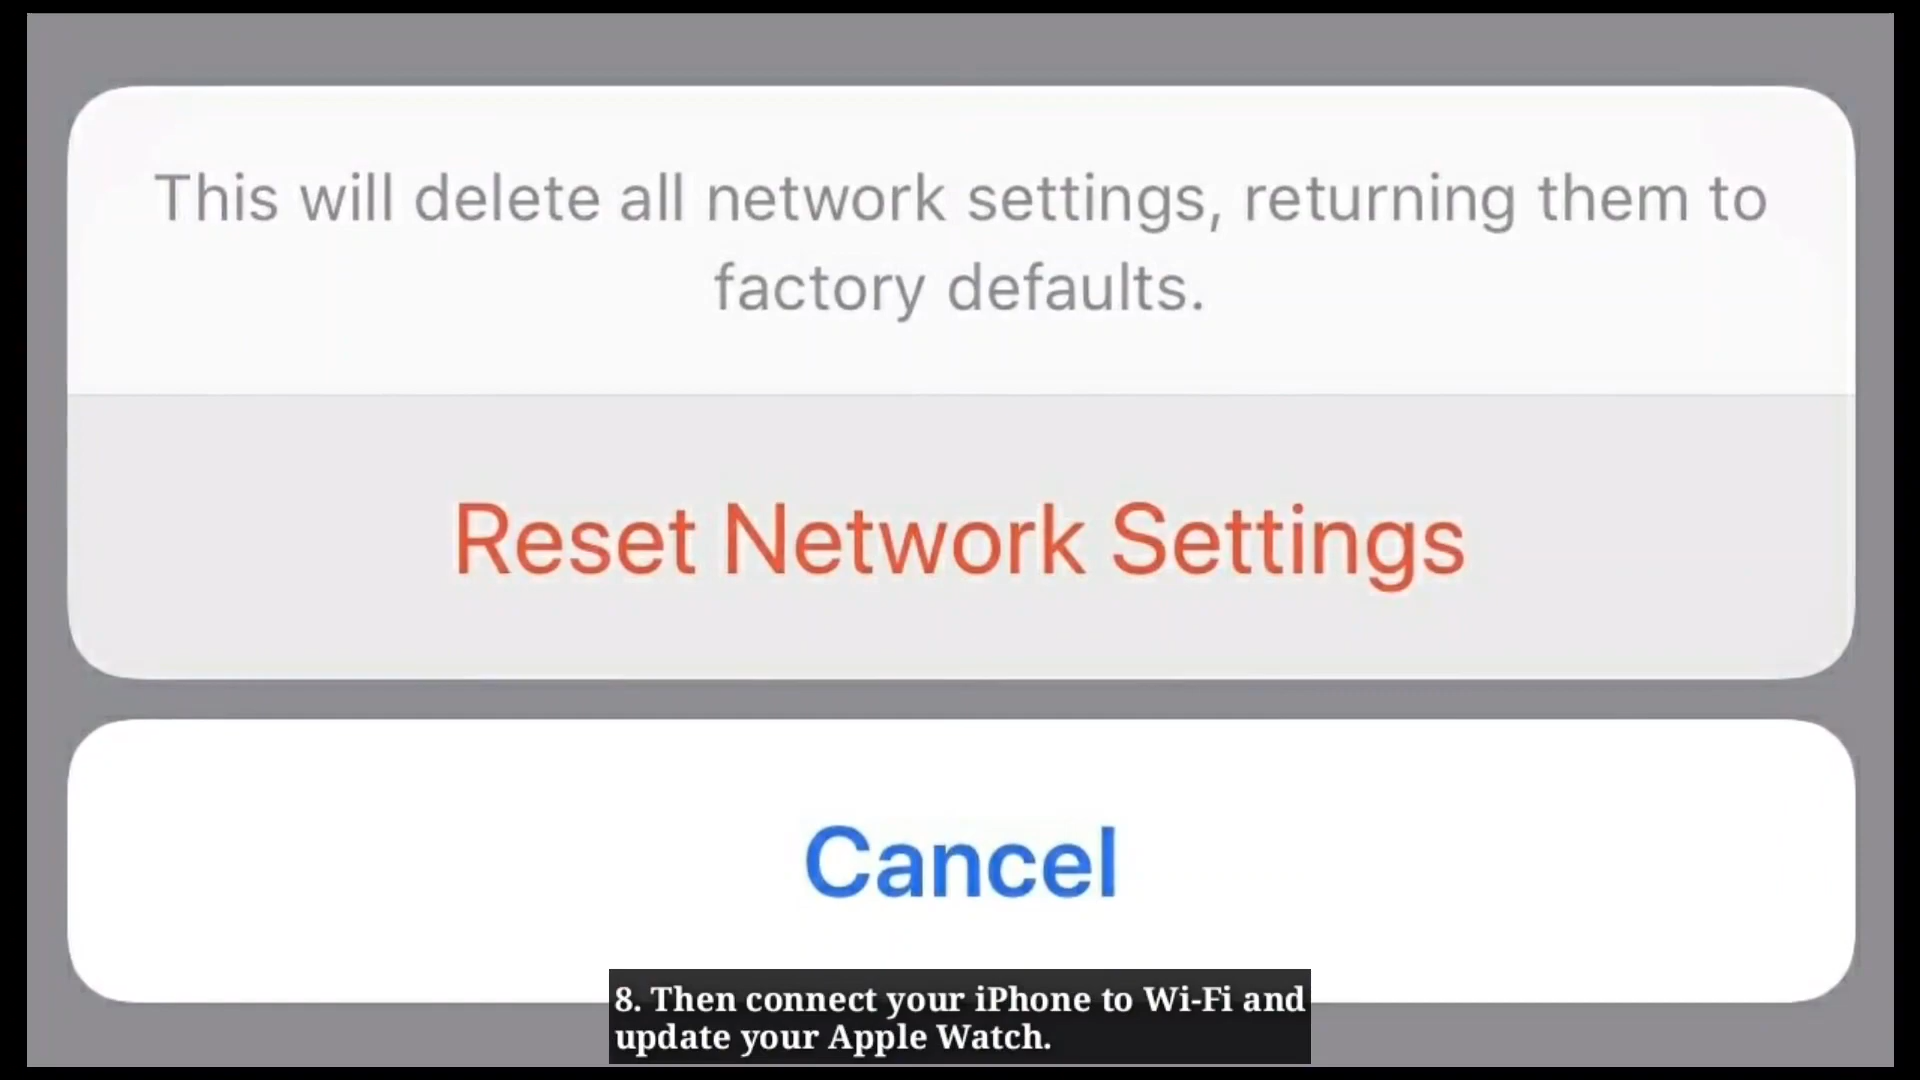 This will delete all network settings, returning them to
factory defaults.
Reset Network Settings
Cancel
8. Then connect your iPhone to Wi-Fi and
update your Apple Watch.